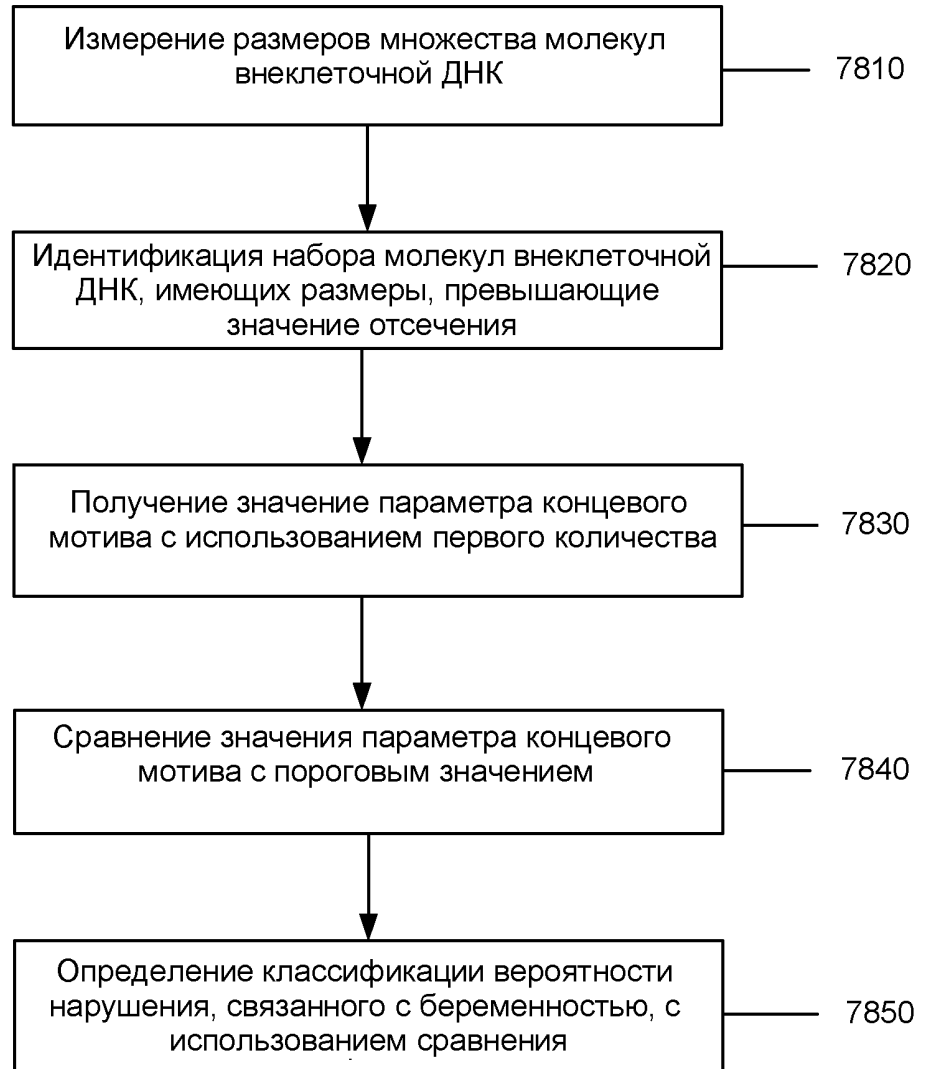 Измерение размеров множества молекул
внеклеточной ДНК
7810
Идентификация набора молекул внеклеточной
ДНК, имеющих размеры, превышающие
значение отсечения
7820
Получение значение параметра концевого
мотива с использованием первого количества
7830
Сравнение значения параметра концевого
мотива с пороговым значением
7840
Определение классификации вероятности
нарушения, связанного с беременностью, с
использованием сравнения
7850